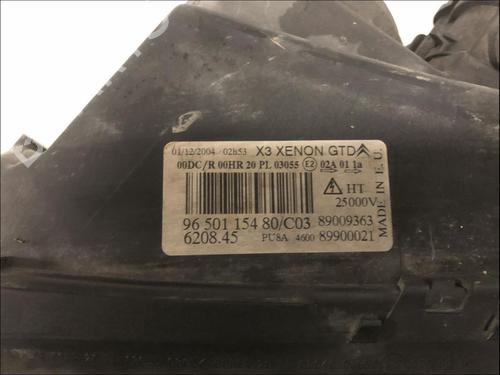 01/12/2004 02h53 X3 XENON GTD
00DC/R 00HR 20 PL 03055 E2 02A 01 1a
HT
25000V
96 501 154 80/C03 89009363
6208.45 PU8A 4600 89900021
MADE IN E.U.